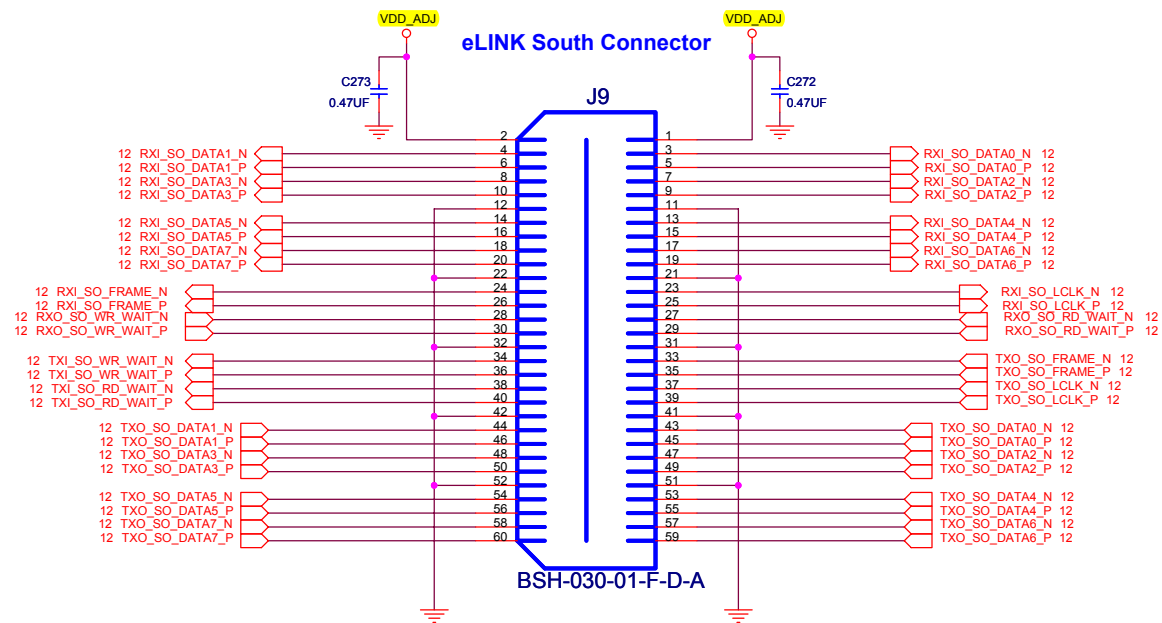 VDD_ADJ VDD_ADJ
eLINK South Connector
C273 C272
0.47UF 0.47UF
J9
2 1
12 RXI_SO_DATA1_N 4 3 RXI_SO_DATA0_N 12
12 RXI_SO_DATA1_P 6 5 RXI_SO_DATA0_P 12
12 RXI_SO_DATA3_N 8 7 RXI_SO_DATA2_N 12
12 RXI_SO_DATA3_P 10 9 RXI_SO_DATA2_P 12
12 11
12 RXI_SO_DATA5_N 14 13 RXI_SO_DATA4_N 12
12 RXI_SO_DATA5_P 16 15 RXI_SO_DATA4_P 12
12 RXI_SO_DATA7_N 18 17 RXI_SO_DATA6_N 12
12 RXI_SO_DATA7_P 20 19 RXI_SO_DATA6_P 12
22 21
12 RXI_SO_FRAME_N 24 23 RXI_SO_LCLK_N 12
12 RXI_SO_FRAME_P 26 25 RXI_SO_LCLK_P 12
12 RXO_SO_WR_WAIT_N 28 27 RXO_SO_RD_WAIT_N 12
12 RXO_SO_WR_WAIT_P 30 29 RXO_SO_RD_WAIT_P 12
32 31
12 TXI_SO_WR_WAIT_N 34 33 TXO_SO_FRAME_N 12
12 TXI_SO_WR_WAIT_P 36 35 TXO_SO_FRAME_P 12
12 TXI_SO_RD_WAIT_N 38 37 TXO_SO_LCLK_N 12
12 TXI_SO_RD_WAIT_P 40 39 TXO_SO_LCLK_P 12
42 41
12 TXO_SO_DATA1_N 44 43 TXO_SO_DATA0_N 12
12 TXO_SO_DATA1_P 46 45 TXO_SO_DATA0_P 12
12 TXO_SO_DATA3_N 48 47 TXO_SO_DATA2_N 12
12 TXO_SO_DATA3_P 50 49 TXO_SO_DATA2_P 12
52 51
12 TXO_SO_DATA5_N 54 53 TXO_SO_DATA4_N 12
12 TXO_SO_DATA5_P 56 55 TXO_SO_DATA4_P 12
12 TXO_SO_DATA7_N 58 57 TXO_SO_DATA6_N 12
12 TXO_SO_DATA7_P 60 59 TXO_SO_DATA6_P 12
BSH-030-01-F-D-A